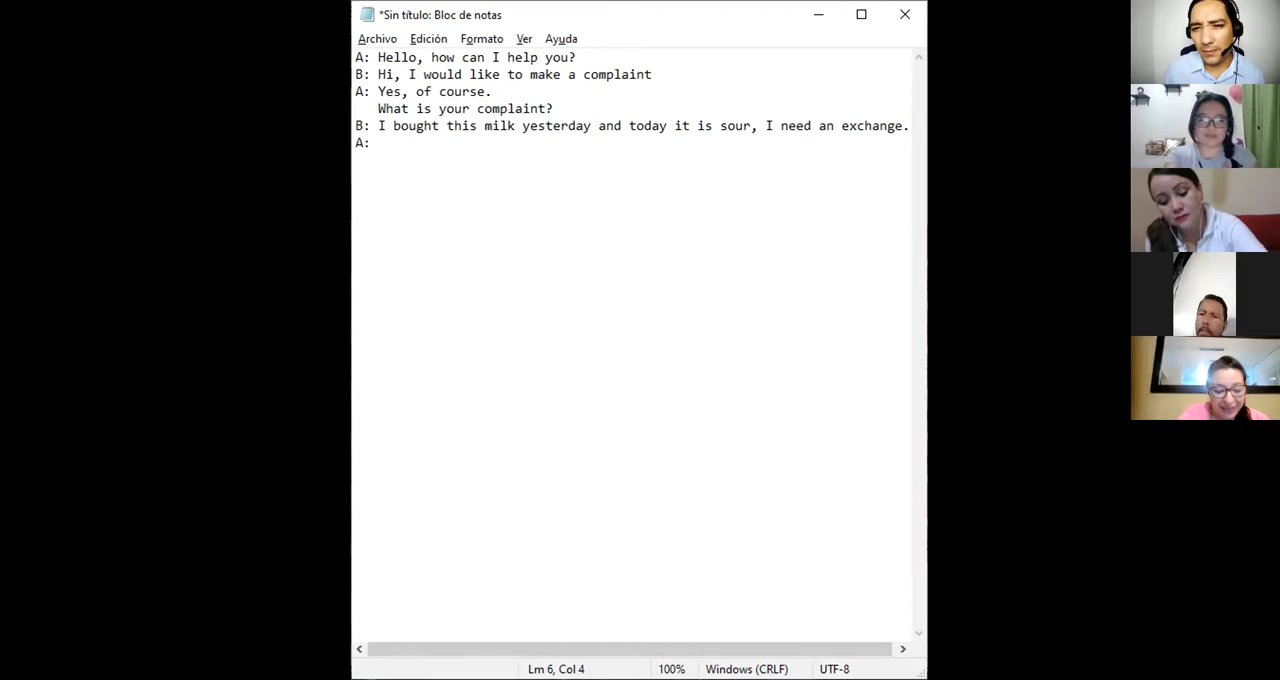 *Sin título: Bloc de notas
Archivo Edición Formato Ver Ayuda
A: Hello, how can I help you?
B: Hi, I would like to make a complaint
A: Yes, of course.
What is your complaint?
B: I bought this milk yesterday and today it is sour, I need an exchange.
A:
Lm 6, Col 4 100% Windows (CRLF) UTF-8